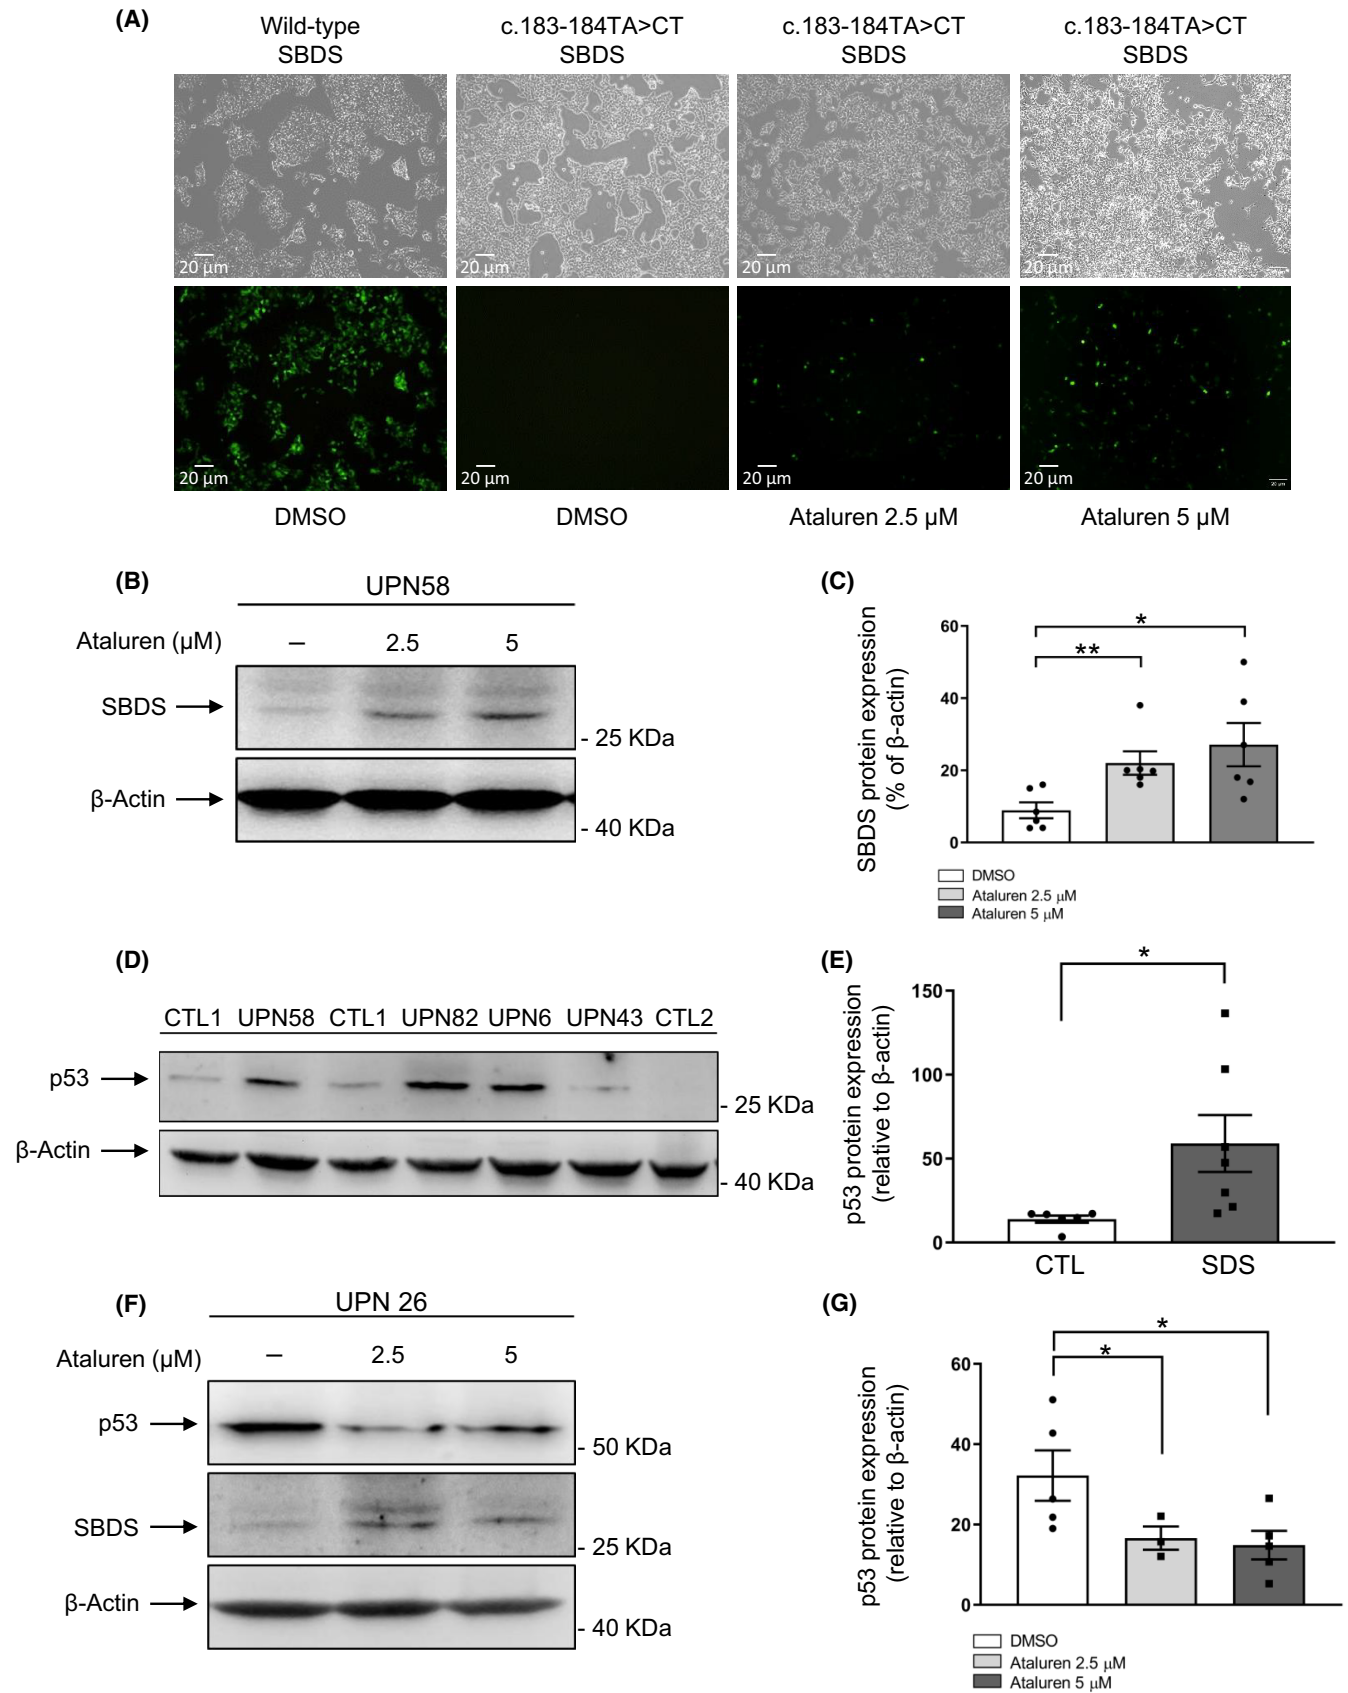 (A)
Wild-type SBDS
c.183-184TA>CT SBDS
c.183-184TA>CT SBDS
c.183-184TA>CT SBDS
20 μm
20 μm
20 μm
20 μm
20 μm
20 μm
20 μm
20 μm
20 μm
DMSO
DMSO
Ataluren 2.5 μM
Ataluren 5 μM
(B)
UPN58
Ataluren (μM)
– 2.5 5
SBDS
- 25 KDa
β-Actin
- 40 KDa
(C)
SBDS protein expression
(% of β-actin)
60
40
20
0
*
**
DMSO
Ataluren 2.5 μM
Ataluren 5 μM
(D)
CTL1 UPN58 CTL1 UPN82 UPN6 UPN43 CTL2
p53
- 25 KDa
β-Actin
- 40 KDa
(E)
p53 protein expression
(relative to β-actin)
150
100
50
0
*
CTL
SDS
(F)
UPN 26
Ataluren (μM)
– 2.5 5
p53
- 50 KDa
SBDS
- 25 KDa
β-Actin
- 40 KDa
(G)
p53 protein expression
(relative to β-actin)
60
40
20
0
*
*
DMSO
Ataluren 2.5 μM
Ataluren 5 μM